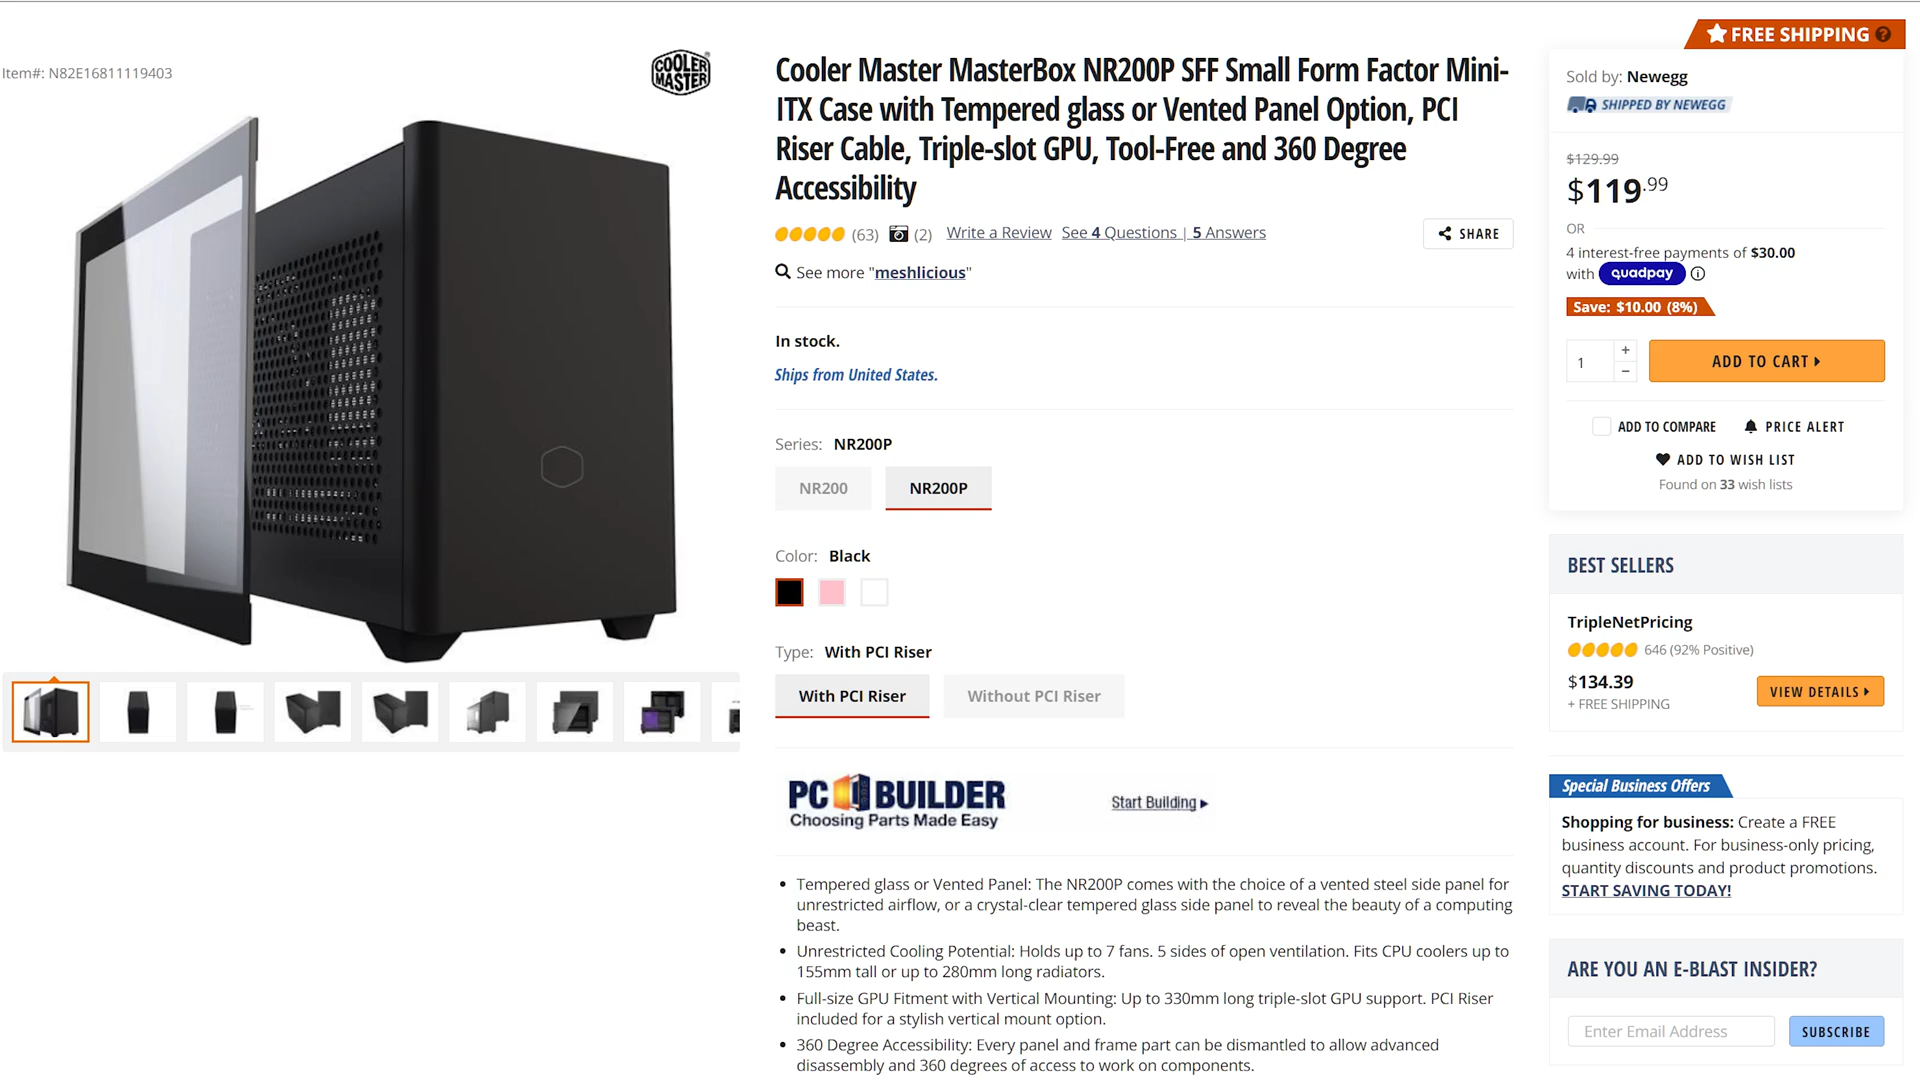 Item#: N82E16811119403
COOLER
MASTER
Cooler Master MasterBox NR200P SFF Small Form Factor Mini-
ITX Case with Tempered glass or Vented Panel Option, PCI
Riser Cable, Triple-slot GPU, Tool-Free and 360 Degree
Accessibility
(63) (2) Write a Review See 4 Questions | 5 Answers
SHARE
See more "meshlicious"
In stock.
Ships from United States.
Series: NR200P
NR200 NR200P
Color: Black
Type: With PCI Riser
With PCI Riser Without PCI Riser
PC BUILDER
Choosing Parts Made Easy
Start Building
• Tempered glass or Vented Panel: The NR200P comes with the choice of a vented steel side panel for
unrestricted airflow, or a crystal-clear tempered glass side panel to reveal the beauty of a computing
beast.
• Unrestricted Cooling Potential: Holds up to 7 fans. 5 sides of open ventilation. Fits CPU coolers up to
155mm tall or up to 280mm long radiators.
• Full-size GPU Fitment with Vertical Mounting: Up to 330mm long triple-slot GPU support. PCI Riser
included for a stylish vertical mount option.
• 360 Degree Accessibility: Every panel and frame part can be dismantled to allow advanced
disassembly and 360 degrees of access to work on components.
FREE SHIPPING ?
Sold by: Newegg
SHIPPED BY NEWEGG
$129.99
$119.99
OR
4 interest-free payments of $30.00
with quadpay
Save: $10.00 (8%)
1 + −
ADD TO CART
ADD TO COMPARE PRICE ALERT
ADD TO WISH LIST
Found on 33 wish lists
BEST SELLERS
TripleNetPricing
646 (92% Positive)
$134.39
+ FREE SHIPPING
VIEW DETAILS
Special Business Offers
Shopping for business: Create a FREE
business account. For business-only pricing,
quantity discounts and product promotions.
START SAVING TODAY!
ARE YOU AN E-BLAST INSIDER?
Enter Email Address
SUBSCRIBE